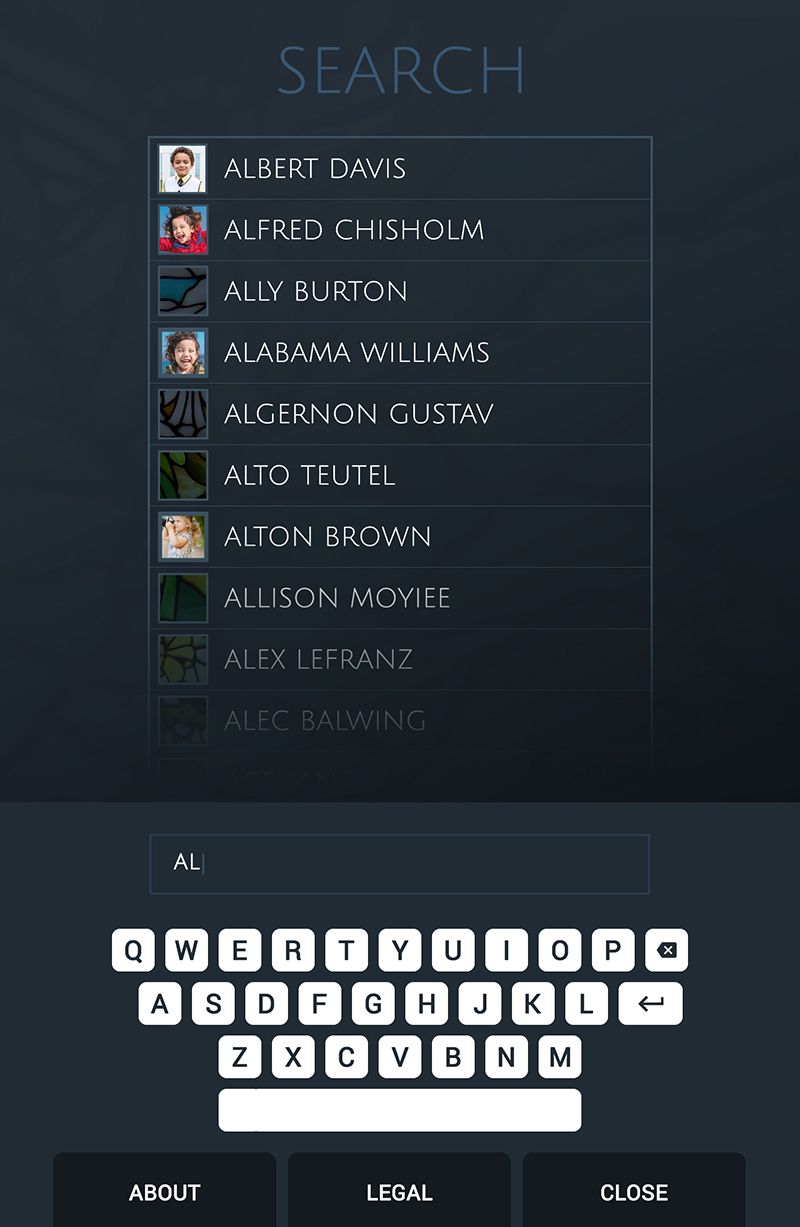 SEARCH
ALBERT DAVIS
ALFRED CHISHOLM
ALLY BURTON
ALABAMA WILLIAMS
ALGERNON GUSTAV
ALTO TEUTEL
ALTON BROWN
ALLISON MOYIEE
ALEX LEFRANZ
ALEC BALWING
AL
Q W E R T Y U I O P
A S D F G H J K L
Z X C V B N M
ABOUT LEGAL CLOSE